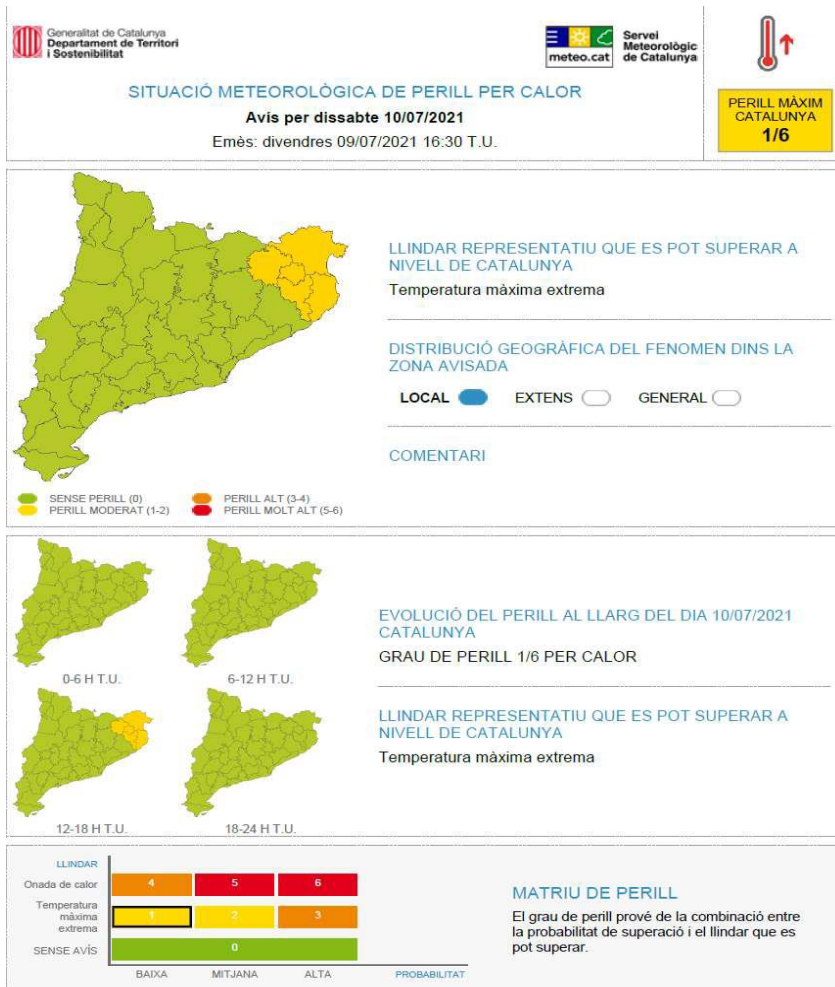 Generalitat de Catalunya
Departament de Territori
i Sostenibilitat
meteo.cat
Servei
Meteorològic
de Catalunya
SITUACIÓ METEOROLÒGICA DE PERILL PER CALOR
Avís per dissabte 10/07/2021
Emès: divendres 09/07/2021 16:30 T.U.
PERILL MÀXIM
CATALUNYA
1/6
LLINDAR REPRESENTATIU QUE ES POT SUPERAR A
NIVELL DE CATALUNYA
Temperatura màxima extrema
DISTRIBUCIÓ GEOGRÀFICA DEL FENOMEN DINS LA
ZONA AVISADA
LOCAL EXTENS GENERAL
COMENTARI
SENSE PERILL (0) PERILL ALT (3-4)
PERILL MODERAT (1-2) PERILL MOLT ALT (5-6)
0-6 H T.U. 6-12 H T.U.
12-18 H T.U. 18-24 H T.U.
EVOLUCIÓ DEL PERILL AL LLARG DEL DIA 10/07/2021
CATALUNYA
GRAU DE PERILL 1/6 PER CALOR
LLINDAR REPRESENTATIU QUE ES POT SUPERAR A
NIVELL DE CATALUNYA
Temperatura màxima extrema
LLINDAR
Onada de calor 4 5 6
Temperatura
màxima
extrema
1 2 3
SENSE AVÍS 0
BAIXA MITJANA ALTA PROBABILITAT
MATRIU DE PERILL
El grau de perill prové de la combinació entre
la probabilitat de superació i el llindar que es
pot superar.